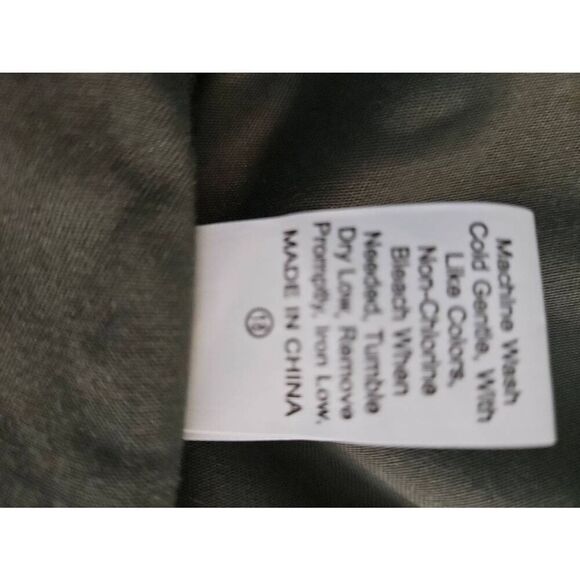 Machine Wash
Cold Gentle, With
Like Colors,
Non-Chlorine
Bleach When
Needed, Tumble
Dry Low, Remove
Promptly, Iron Low,
MADE IN CHINA